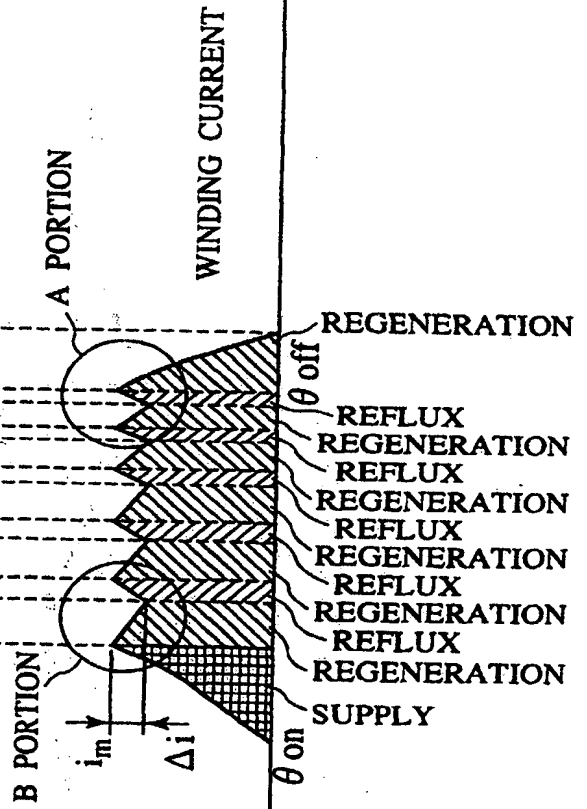 A PORTION
WINDING CURRENT
B PORTION
i_m
Δi
θ on
θ off
REGENERATION
REFLUX
REGENERATION
REFLUX
REGENERATION
REFLUX
REGENERATION
REFLUX
REGENERATION
REFLUX
REGENERATION
SUPPLY